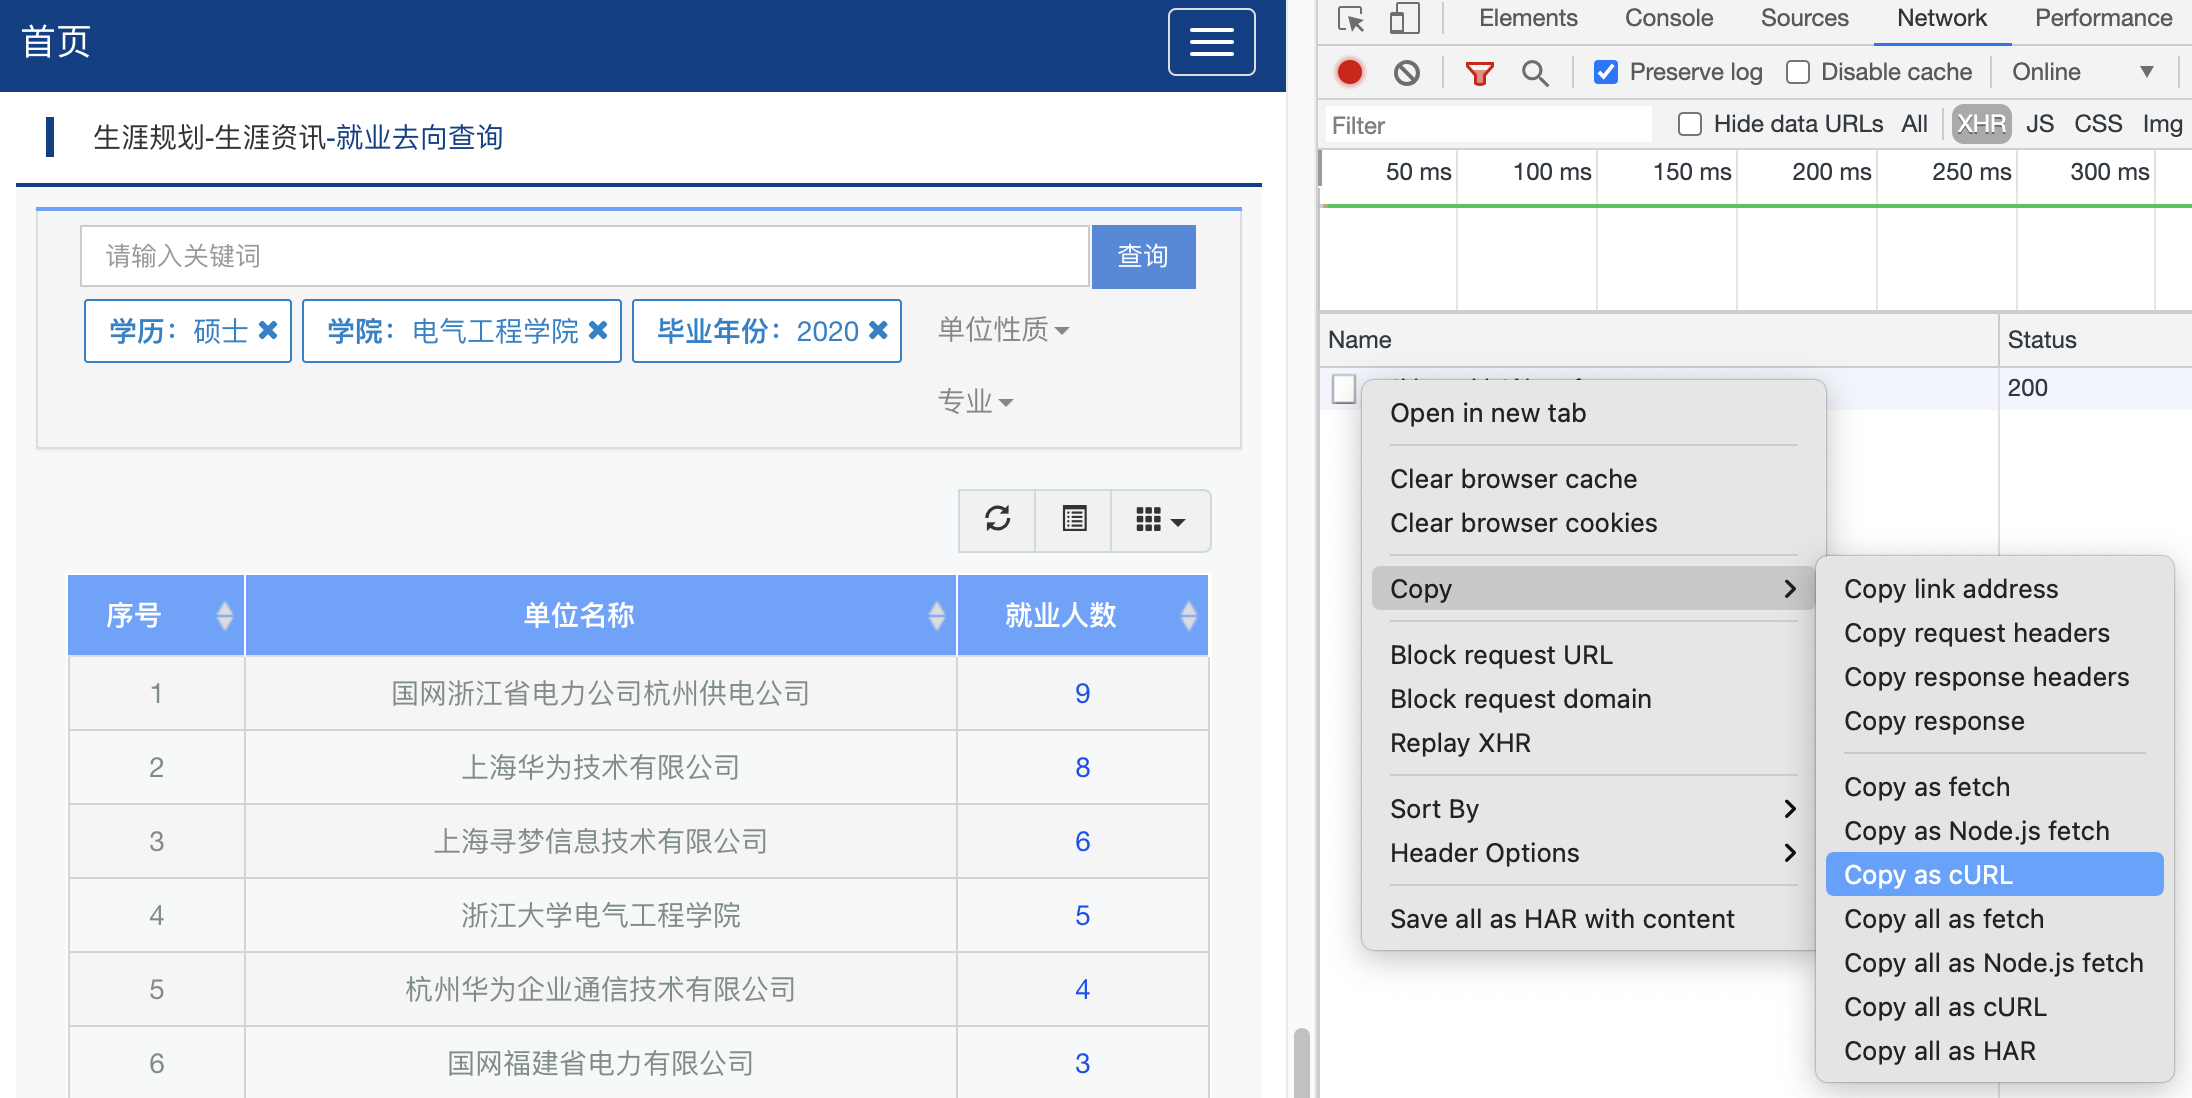 首页
生涯规划-生涯资讯-就业去向查询
请输入关键词
查询
学历：硕士
学院：电气工程学院
毕业年份：2020
单位性质
专业
序号 单位名称 就业人数
1 国网浙江省电力公司杭州供电公司 9
2 上海华为技术有限公司 8
3 上海寻梦信息技术有限公司 6
4 浙江大学电气工程学院 5
5 杭州华为企业通信技术有限公司 4
6 国网福建省电力有限公司 3
Elements Console Sources Network Performance
Preserve log Disable cache Online
Filter Hide data URLs All XHR JS CSS Img
50 ms 100 ms 150 ms 200 ms 250 ms 300 ms
Name Status
200
Open in new tab
Clear browser cache
Clear browser cookies
Copy
Block request URL
Block request domain
Replay XHR
Sort By
Header Options
Save all as HAR with content
Copy link address
Copy request headers
Copy response headers
Copy response
Copy as fetch
Copy as Node.js fetch
Copy as cURL
Copy all as fetch
Copy all as Node.js fetch
Copy all as cURL
Copy all as HAR